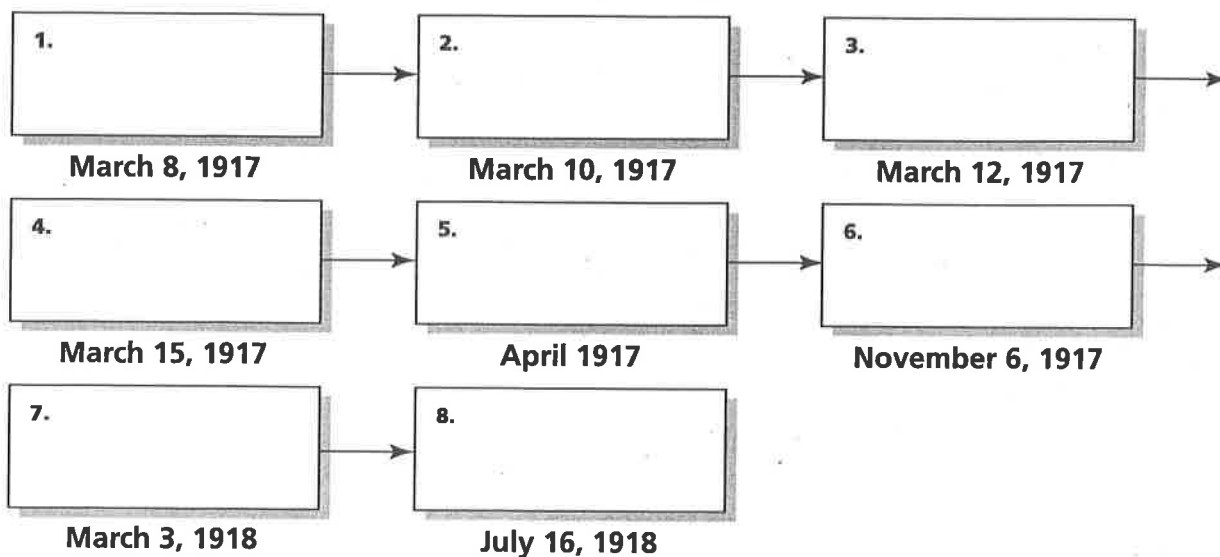 1.
2.
3.
March 8, 1917
March 10, 1917
March 12, 1917
4.
5.
6.
March 15, 1917
April 1917
November 6, 1917
7.
8.
March 3, 1918
July 16, 1918